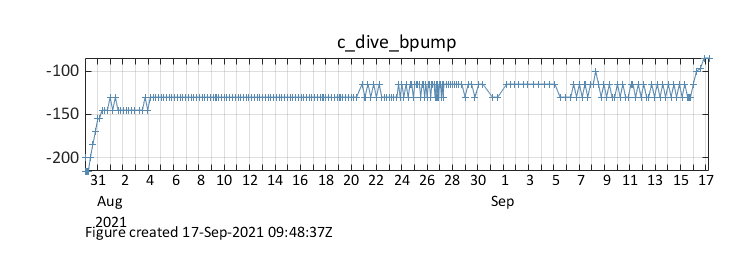 c_dive_bpump
-100
-150
-200
31 2 4 6 8 10 12 14 16 18 20 22 24 26 28 30 1 3 5 7 9 11 13 15 17
Aug Sep
2021
Figure created 17-Sep-2021 09:48:37Z